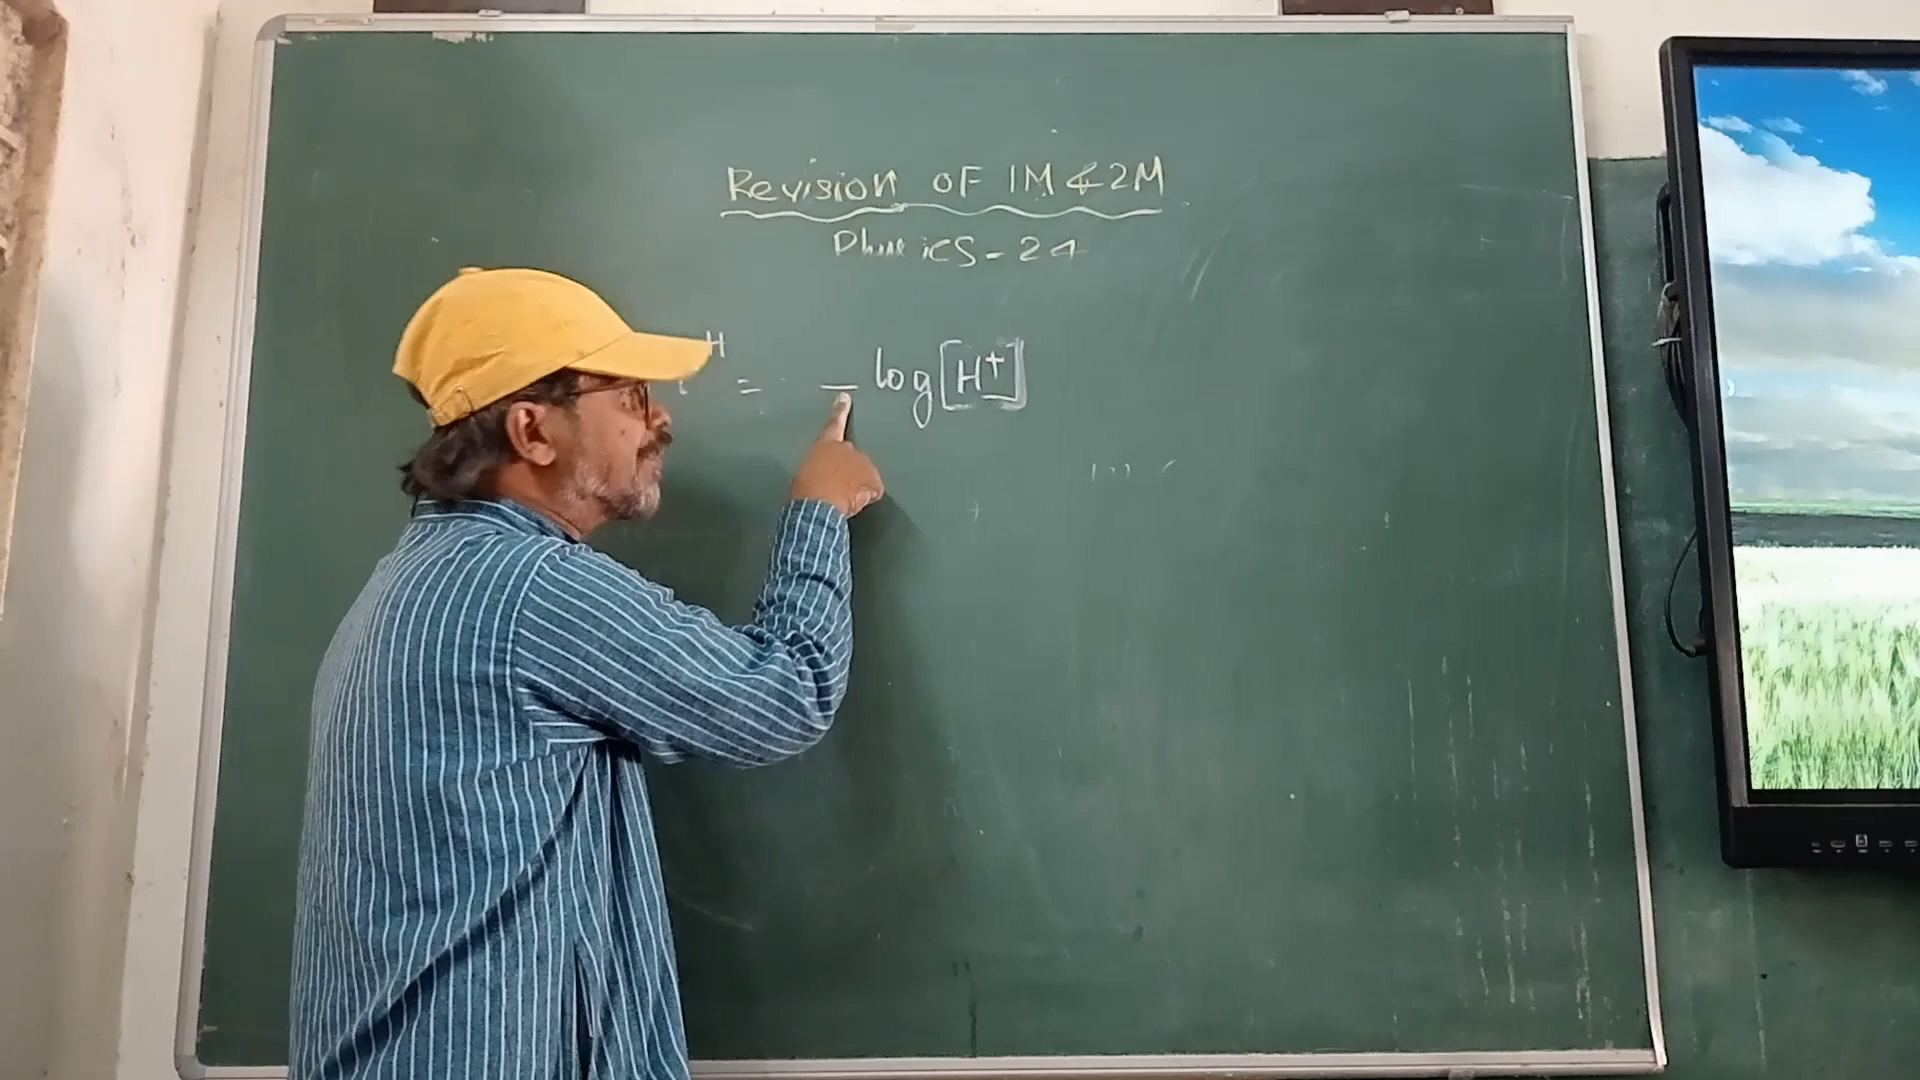 Revision OF 1M & 2M
Physics - 24
H = - log [H+]